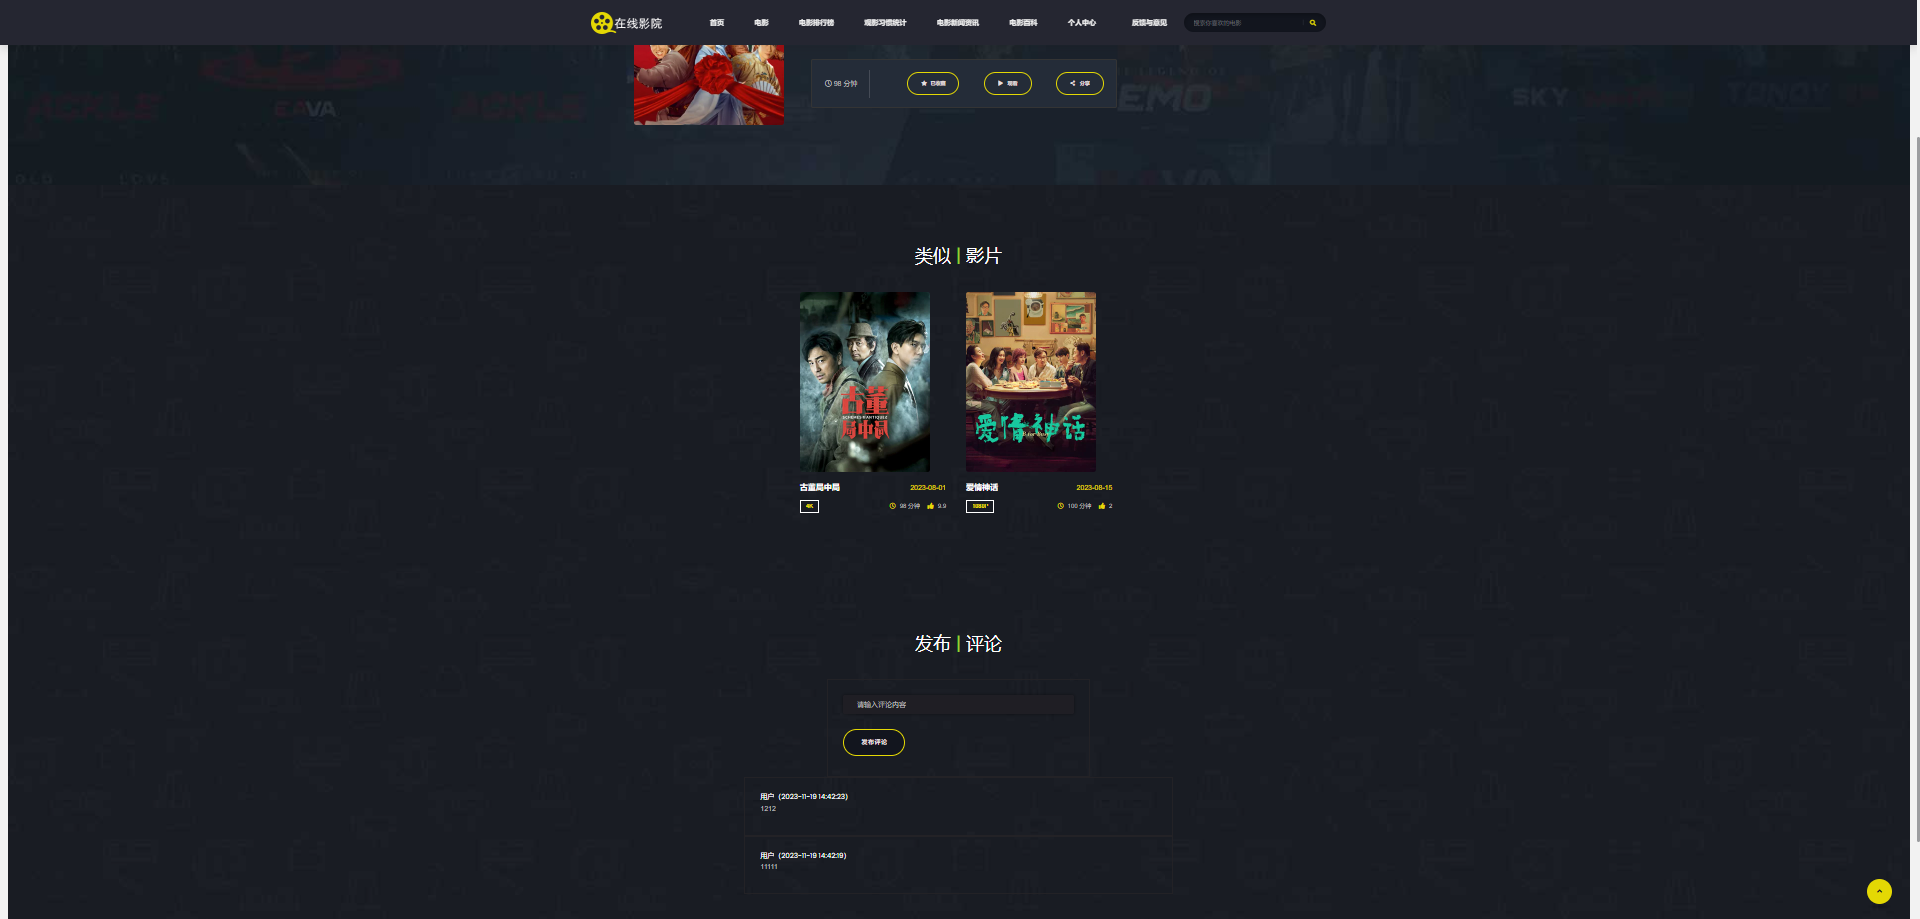 在线影院
首页
电影
电影排行榜
观影习惯统计
电影新闻资讯
电影百科
个人中心
反馈与意见
搜索你喜欢的电影
98 分钟
已收藏
观看
分享
ACKLE
EAVA
ACKLE
EMO
SKY
类似 | 影片
古董局中局
爱情神话
古董局中局
2023-08-01
4K
98 分钟
9.9
爱情神话
2023-08-15
1080P
100 分钟
2
发布 | 评论
请输入评论内容
发布评论
用户（2023-11-19 14:42:23）
1212
用户（2023-11-19 14:42:19）
11111